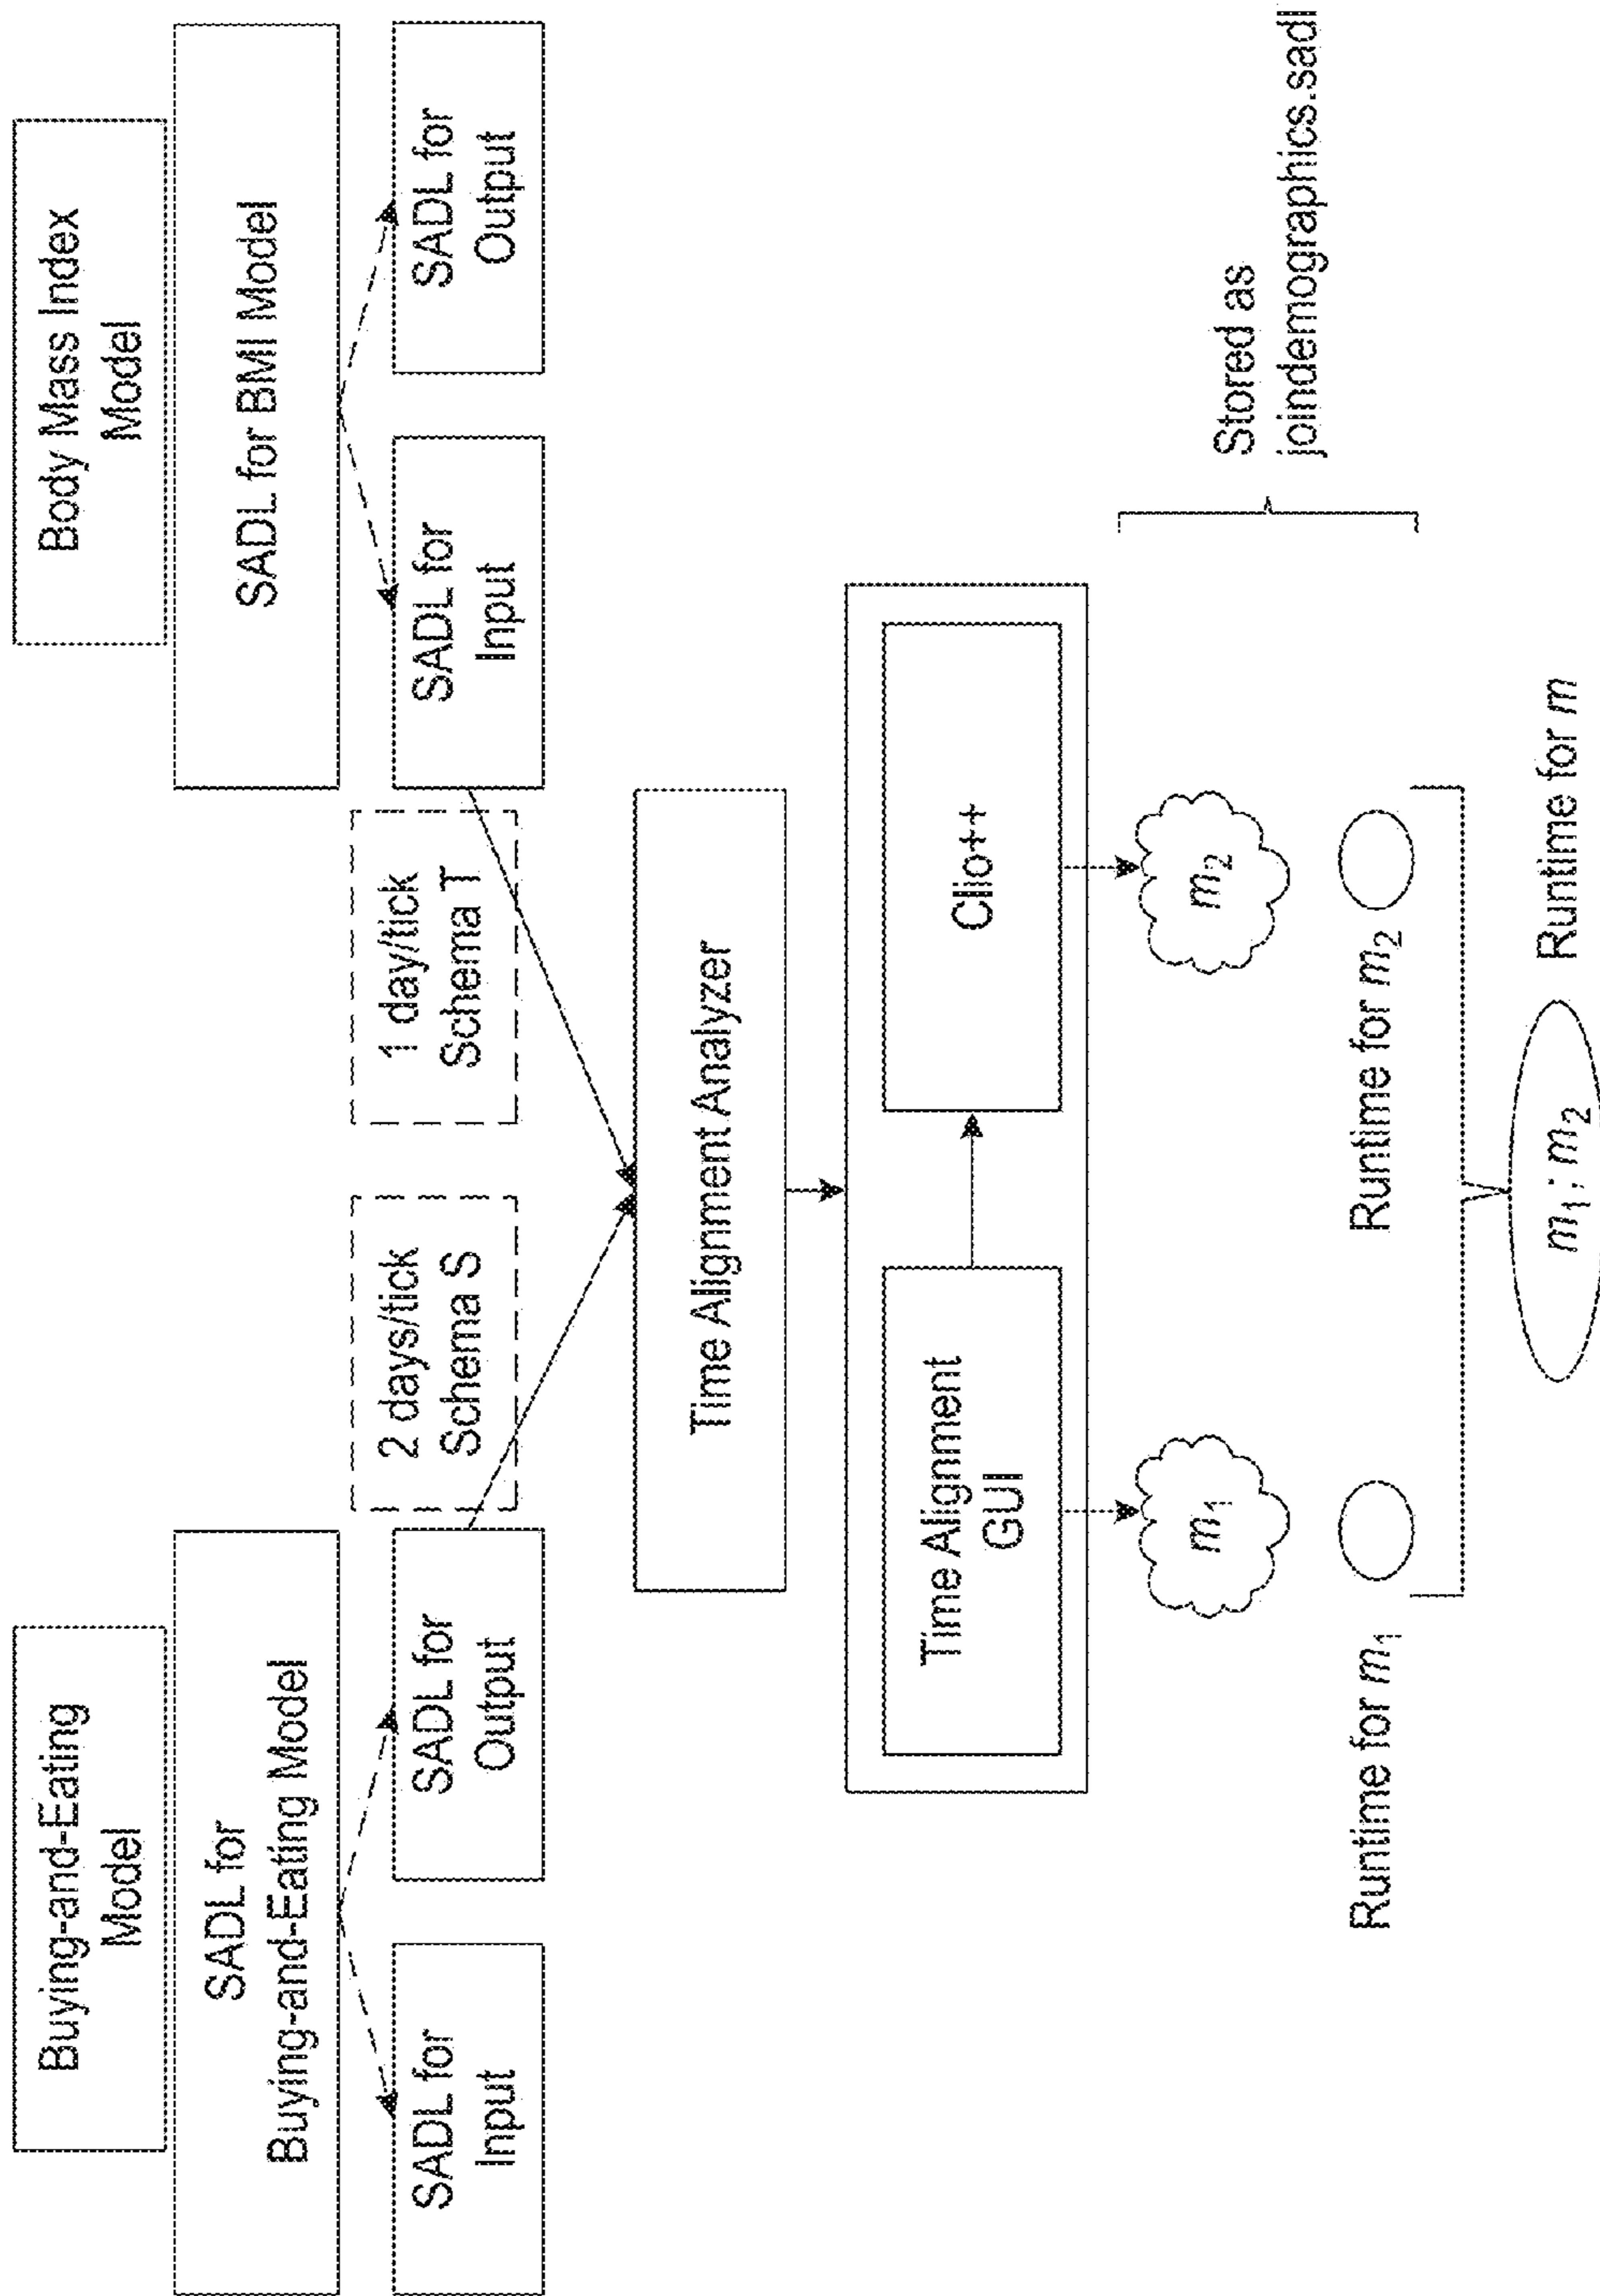 Buying-and-Eating
Model
Body Mass Index
Model
SADL for
Buying-and-Eating Model
SADL for BMI Model
SADL for
Input
SADL for
Output
2 days/tick
Schema S
1 day/tick
Schema T
SADL for
Input
SADL for
Output
Time Alignment Analyzer
Time Alignment
GUI
Clio++
m₁
m₂
Stored as
joindemographics.sadl
Runtime for m₁
Runtime for m₂
m₁; m₂
Runtime for m